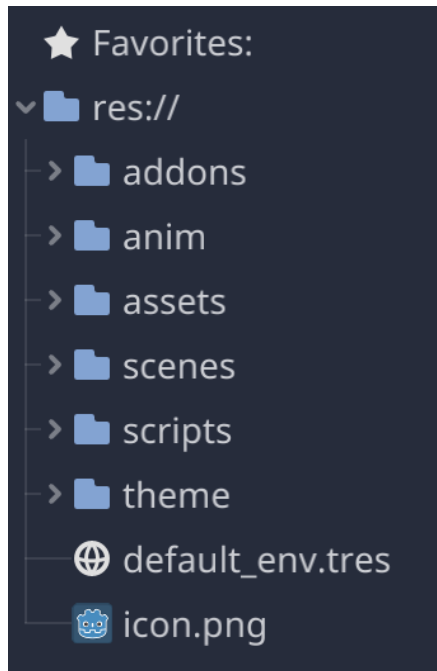 Favorites:
res://
addons
anim
assets
scenes
scripts
theme
default_env.tres
icon.png